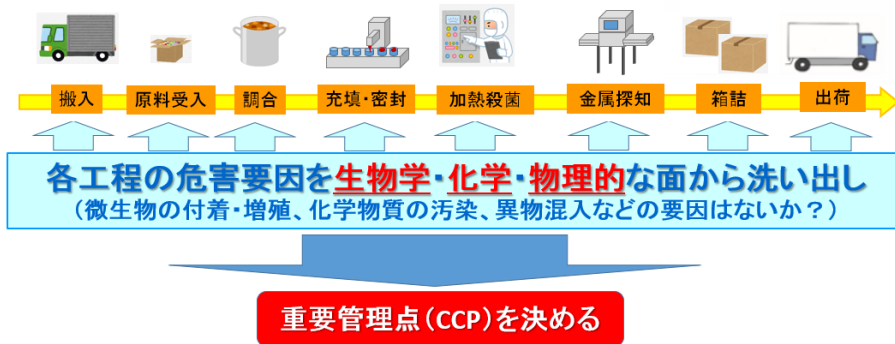 搬入
原料受入
調合
充填・密封
加熱殺菌
金属探知
箱詰
出荷
各工程の危害要因を生物学・化学・物理的な面から洗い出し
（微生物の付着・増殖、化学物質の汚染、異物混入などの要因はないか？）
重要管理点（CCP）を決める